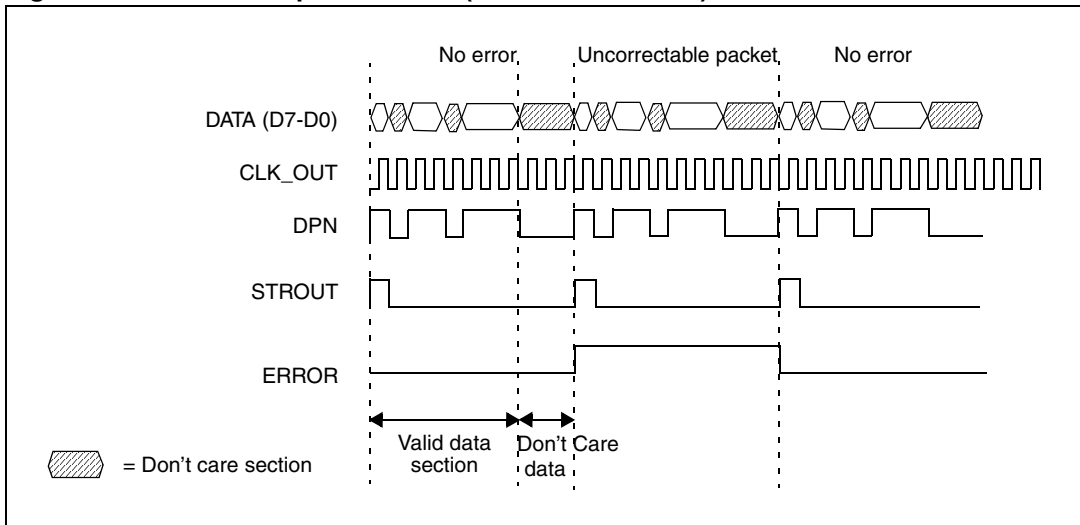 No error
Uncorrectable packet
No error
DATA (D7-D0)
CLK_OUT
DPN
STROUT
ERROR
Valid data
section
Don't Care
data
= Don't care section